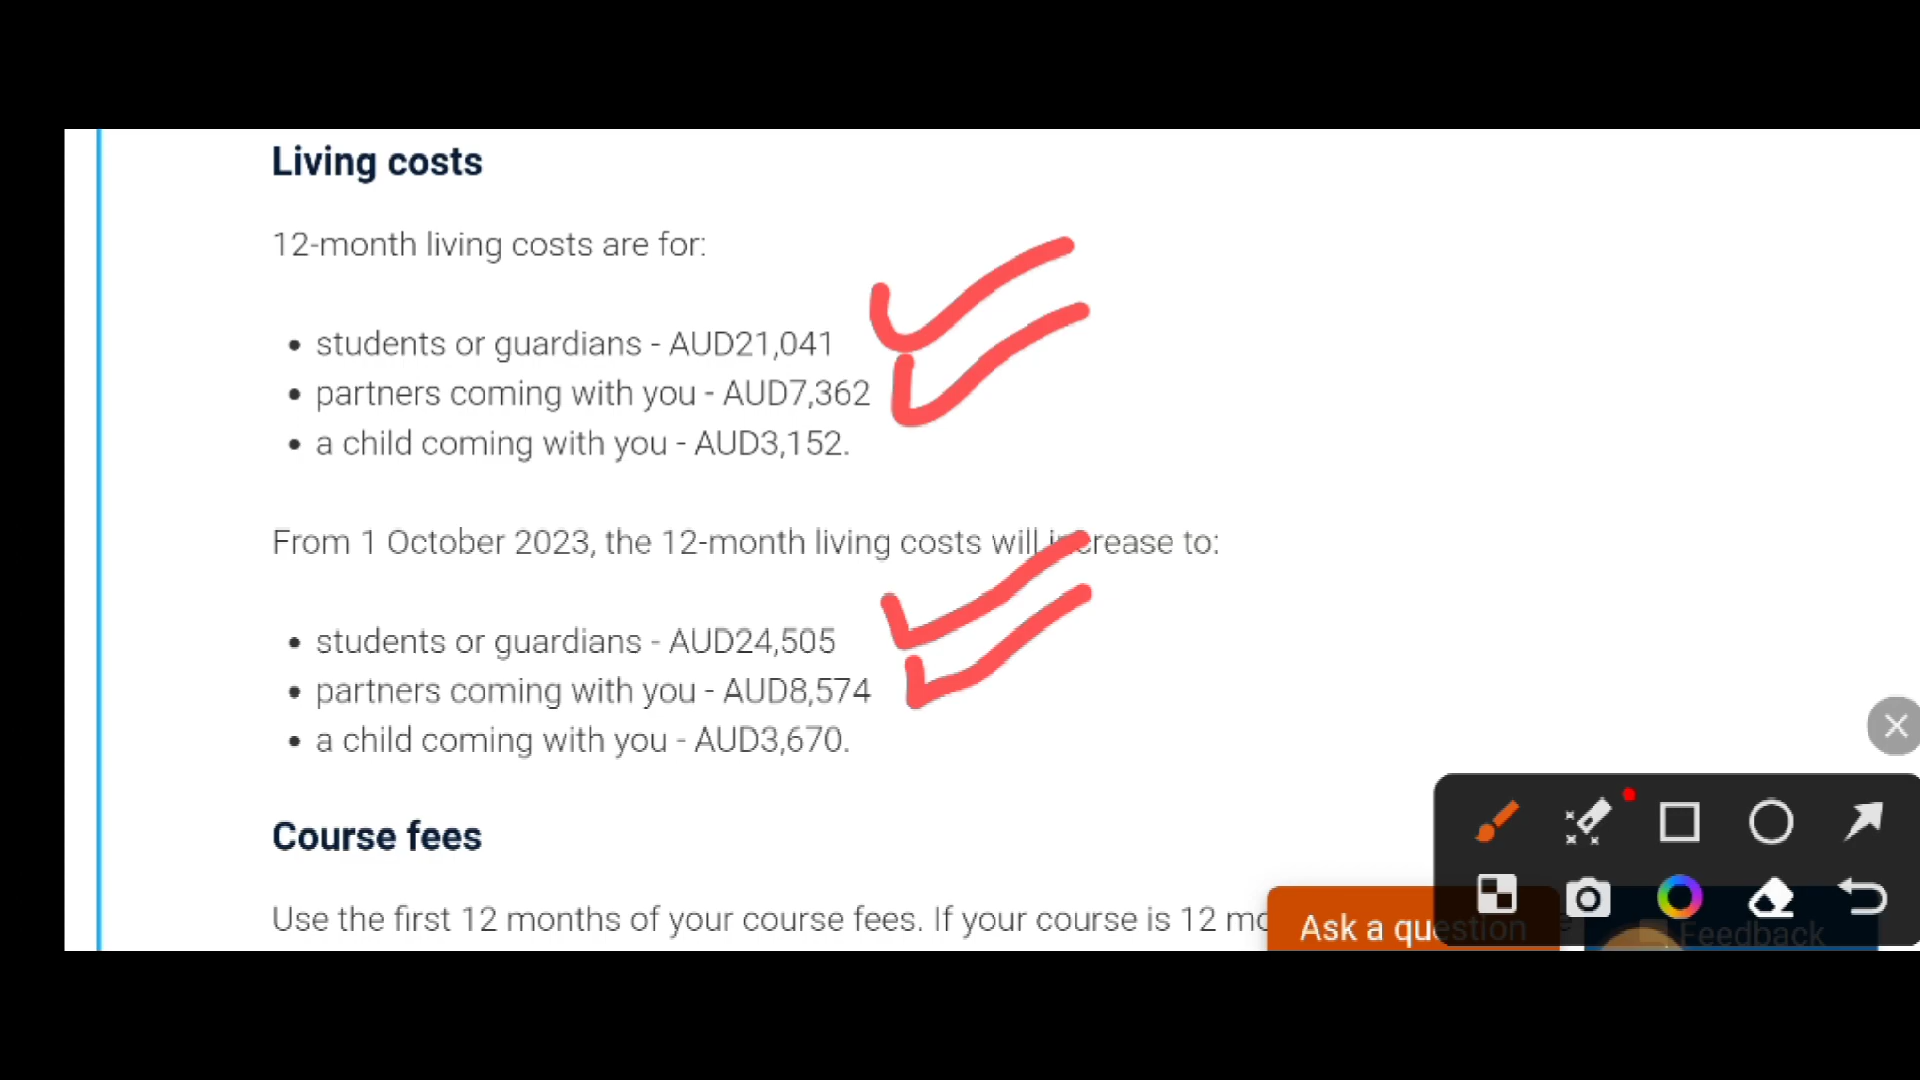 Living costs
12-month living costs are for:
• students or guardians - AUD21,041
• partners coming with you - AUD7,362
• a child coming with you - AUD3,152.
From 1 October 2023, the 12-month living costs will increase to:
• students or guardians - AUD24,505
• partners coming with you - AUD8,574
• a child coming with you - AUD3,670.
Course fees
Use the first 12 months of your course fees. If your course is 12
Ask a question
Feedback